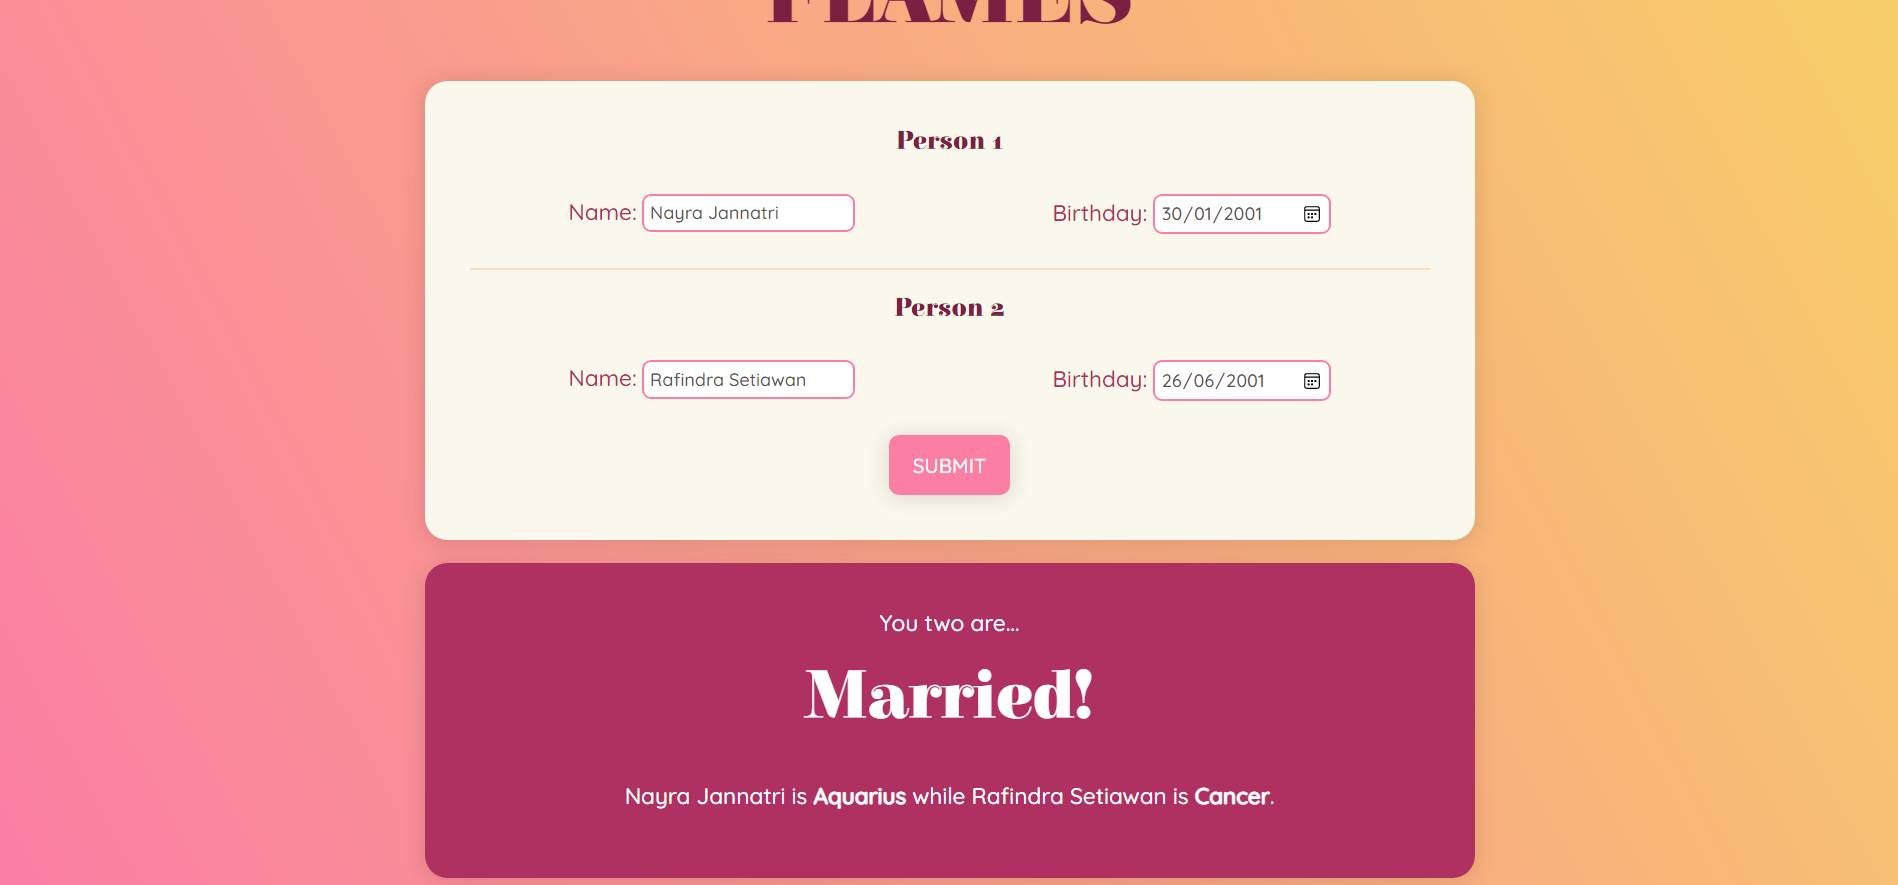 FLAMES
Person 1
Name: Nayra Jannatri Birthday: 30/01/2001
Person 2
Name: Rafindra Setiawan Birthday: 26/06/2001
SUBMIT
You two are...
Married!
Nayra Jannatri is Aquarius while Rafindra Setiawan is Cancer.